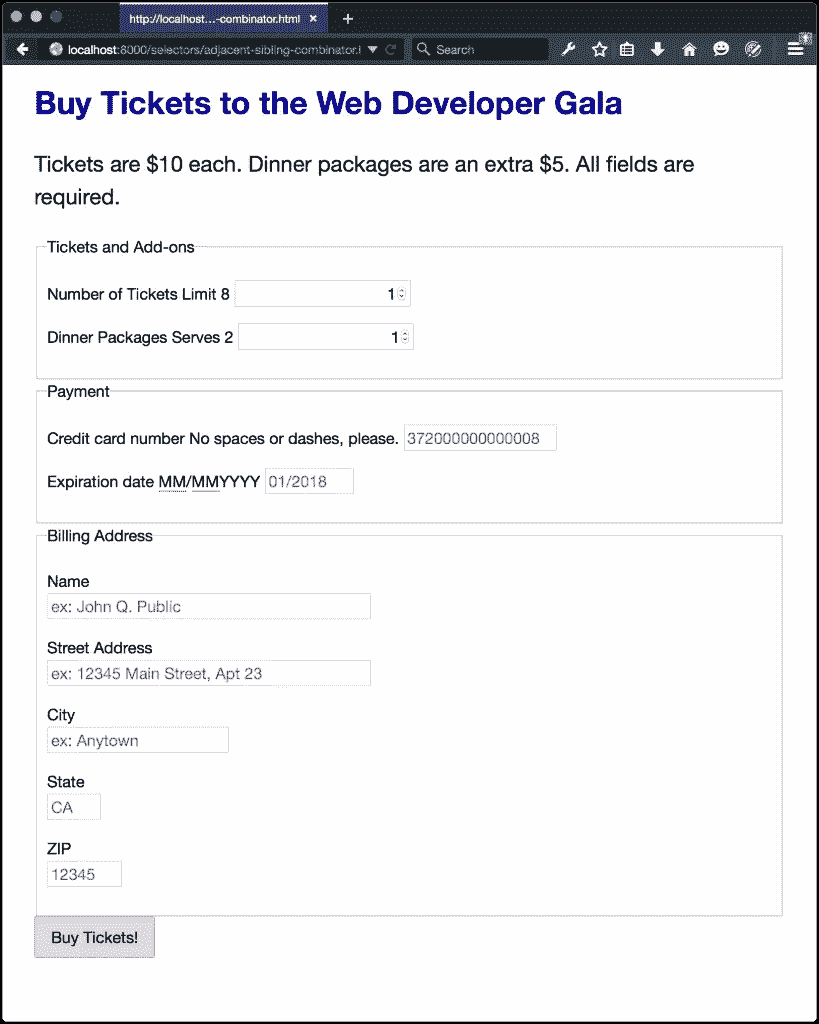 http://localhost...-combinator.html × +
localhost:8000/selectors/adjacent-sibling-combinator.l Search
Buy Tickets to the Web Developer Gala
Tickets are $10 each. Dinner packages are an extra $5. All fields are
required.
Tickets and Add-ons
Number of Tickets Limit 8 1
Dinner Packages Serves 2 1
Payment
Credit card number No spaces or dashes, please. 372000000000008
Expiration date MM/MMYYYY 01/2018
Billing Address
Name
ex: John Q. Public
Street Address
ex: 12345 Main Street, Apt 23
City
ex: Anytown
State
CA
ZIP
12345
Buy Tickets!